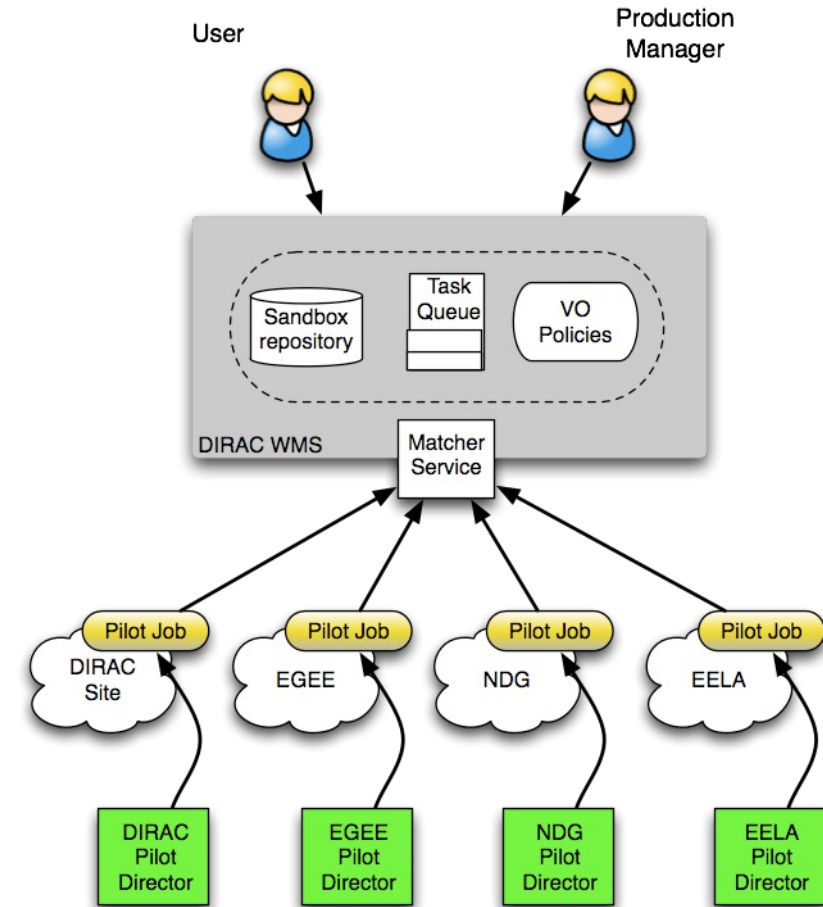 User
Production
Manager
Sandbox
repository
Task
Queue
VO
Policies
DIRAC WMS
Matcher
Service
Pilot Job
Pilot Job
Pilot Job
Pilot Job
DIRAC
Site
EGEE
NDG
EELA
DIRAC
Pilot
Director
EGEE
Pilot
Director
NDG
Pilot
Director
EELA
Pilot
Director